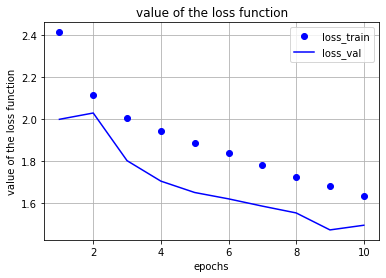 value of the loss function
loss_train
loss_val
value of the loss function
2.4
2.2
2.0
1.8
1.6
2
4
6
8
10
epochs